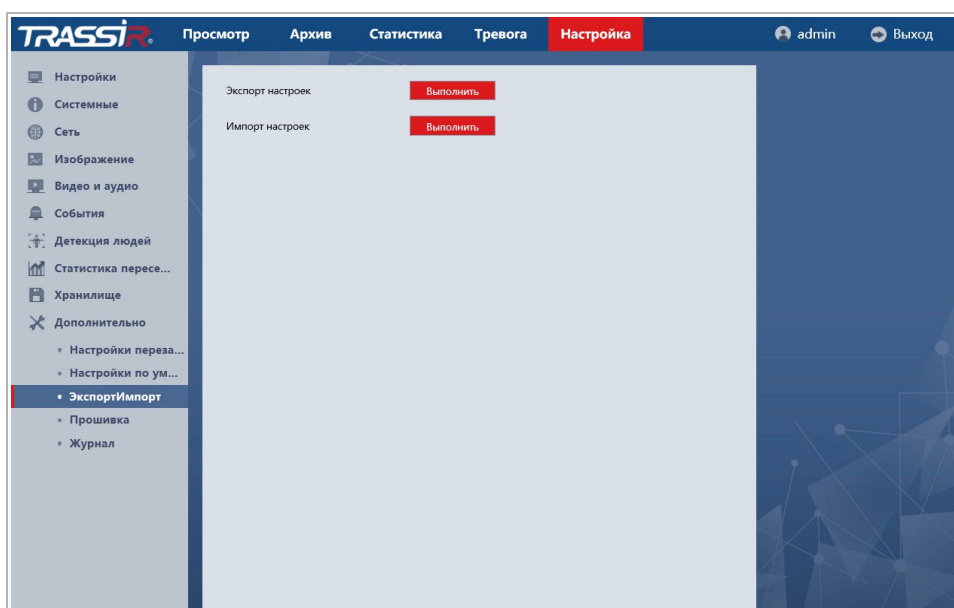 TRASSIR® Просмотр Архив Статистика Тревога Настройка admin Выход
Настройки
Системные
Сеть
Изображение
Видео и аудио
События
Детекция людей
Статистика пересе...
Хранилище
Дополнительно
Настройки переза...
Настройки по ум...
ЭкспортИмпорт
Прошивка
Журнал
Экспорт настроек Выполнить
Импорт настроек Выполнить